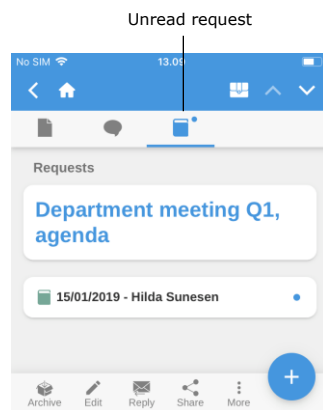 Unread request
No SIM 13.09
Requests
Department meeting Q1,
agenda
15/01/2019 - Hilda Sunesen
Archive Edit Reply Share More